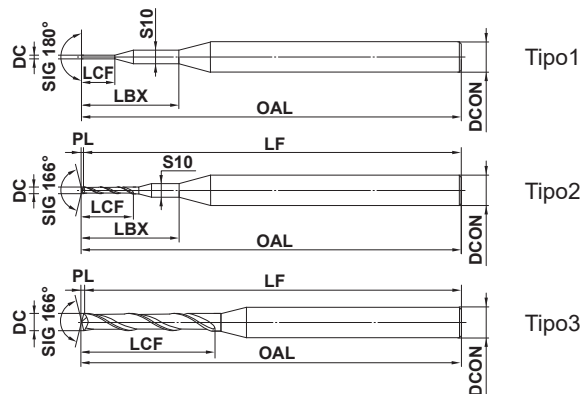 DC
SIG 180°
S10
LCF
LBX
OAL
DCON
Tipo1
PL
LF
DC
SIG 166°
S10
LCF
LBX
OAL
DCON
Tipo2
PL
LF
DC
SIG 166°
LCF
OAL
DCON
Tipo3